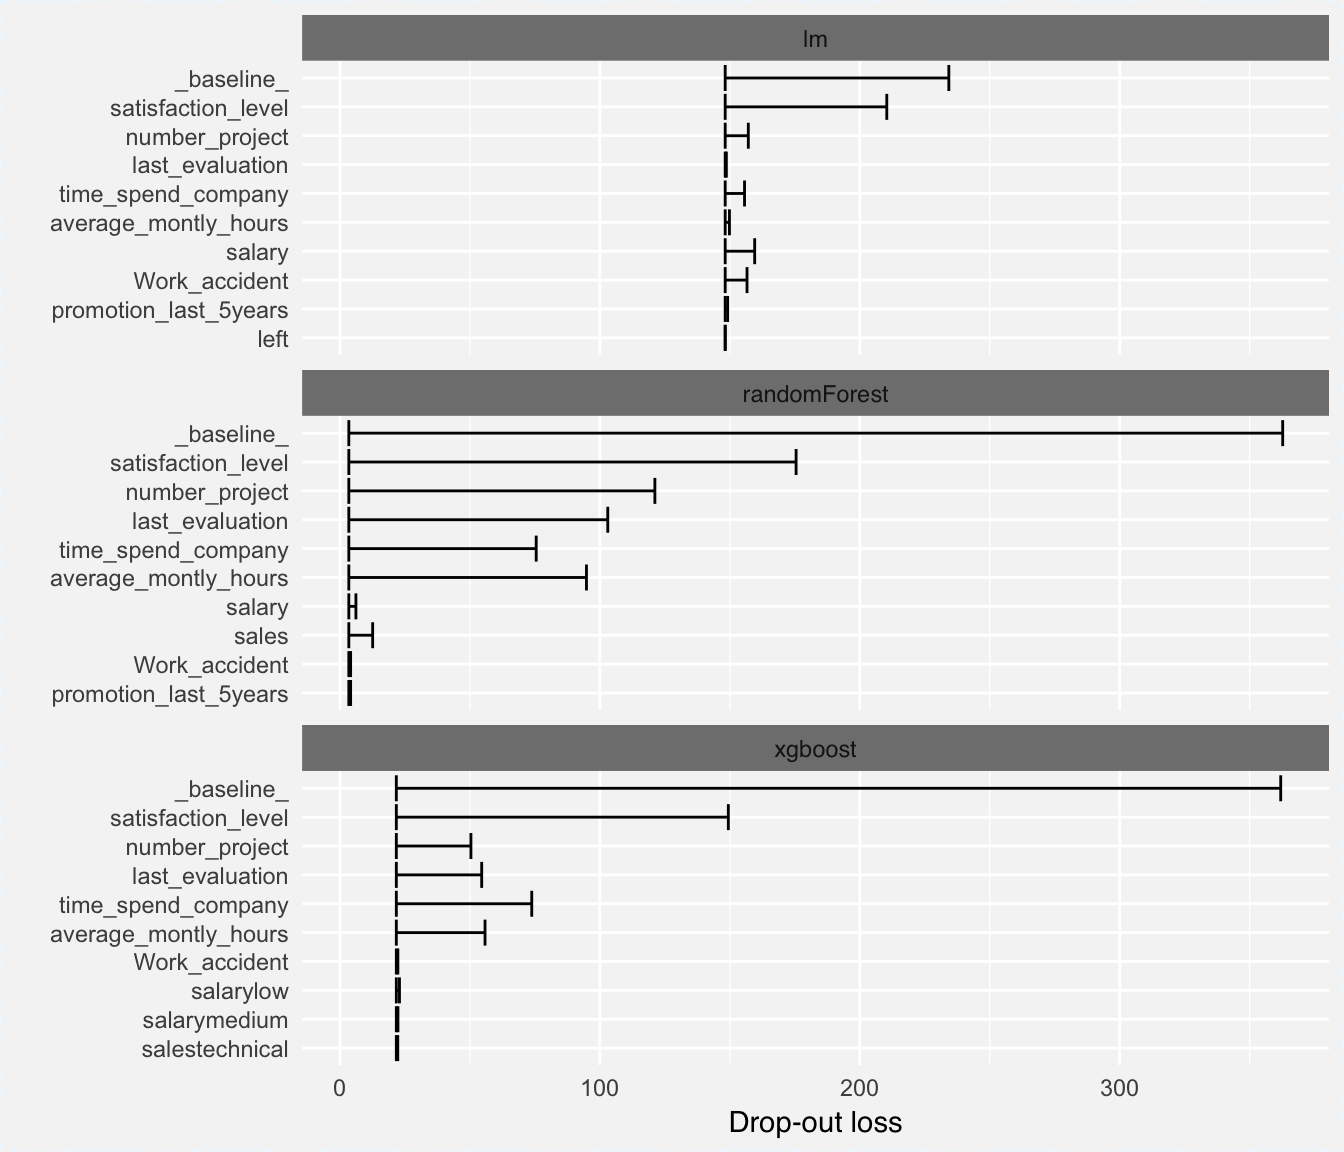 lm
_baseline_
satisfaction_level
number_project
last_evaluation
time_spend_company
average_montly_hours
salary
Work_accident
promotion_last_5years
left
randomForest
_baseline_
satisfaction_level
number_project
last_evaluation
time_spend_company
average_montly_hours
salary
sales
Work_accident
promotion_last_5years
xgboost
_baseline_
satisfaction_level
number_project
last_evaluation
time_spend_company
average_montly_hours
Work_accident
salarylow
salarymedium
salestechnical
0 100 200 300
Drop-out loss